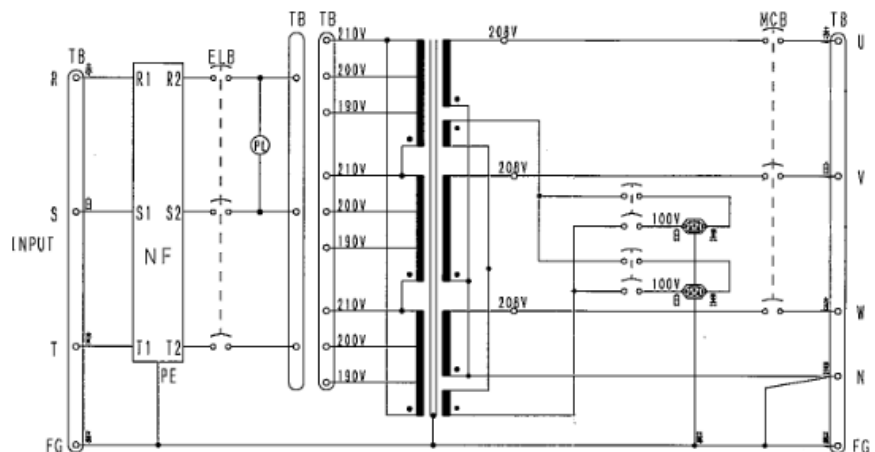 TB TB MCB TB
210V 208V U
TB ELB
R R1 R2 200V
190V
PL
210V 208V V
S S1 S2 200V
100V
INPUT
NF 190V
100V
210V 208V W
T T1 T2 200V
PE 190V N
FG FG